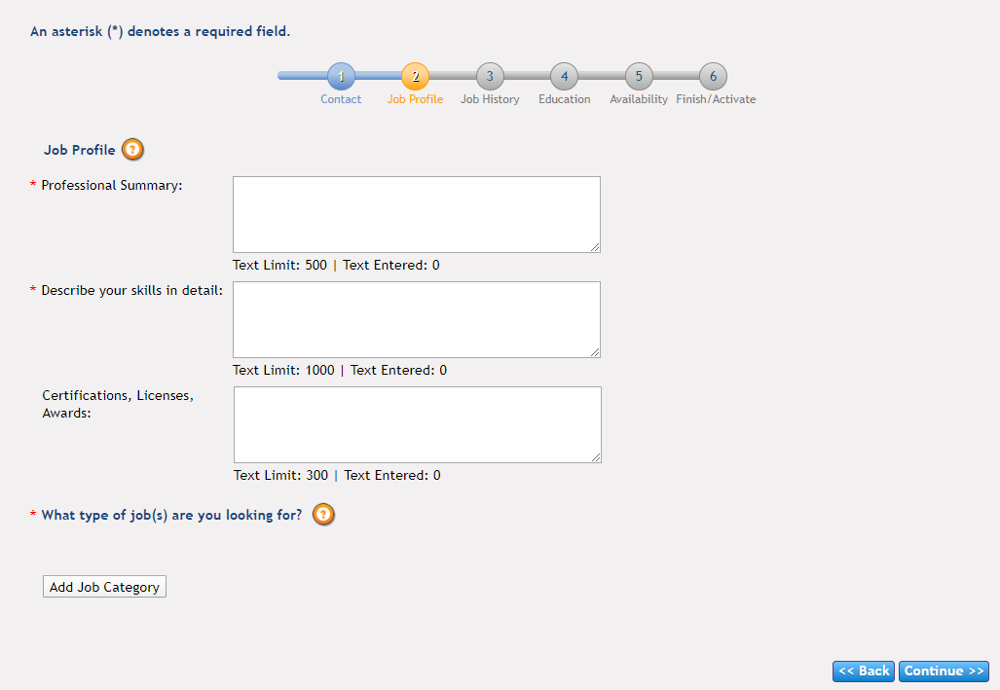 An asterisk (*) denotes a required field.
1 2 3 4 5 6
Contact Job Profile Job History Education Availability Finish/Activate
Job Profile ?
* Professional Summary:
Text Limit: 500 | Text Entered: 0
* Describe your skills in detail:
Text Limit: 1000 | Text Entered: 0
Certifications, Licenses,
Awards:
Text Limit: 300 | Text Entered: 0
* What type of job(s) are you looking for? ?
Add Job Category
<< Back Continue >>